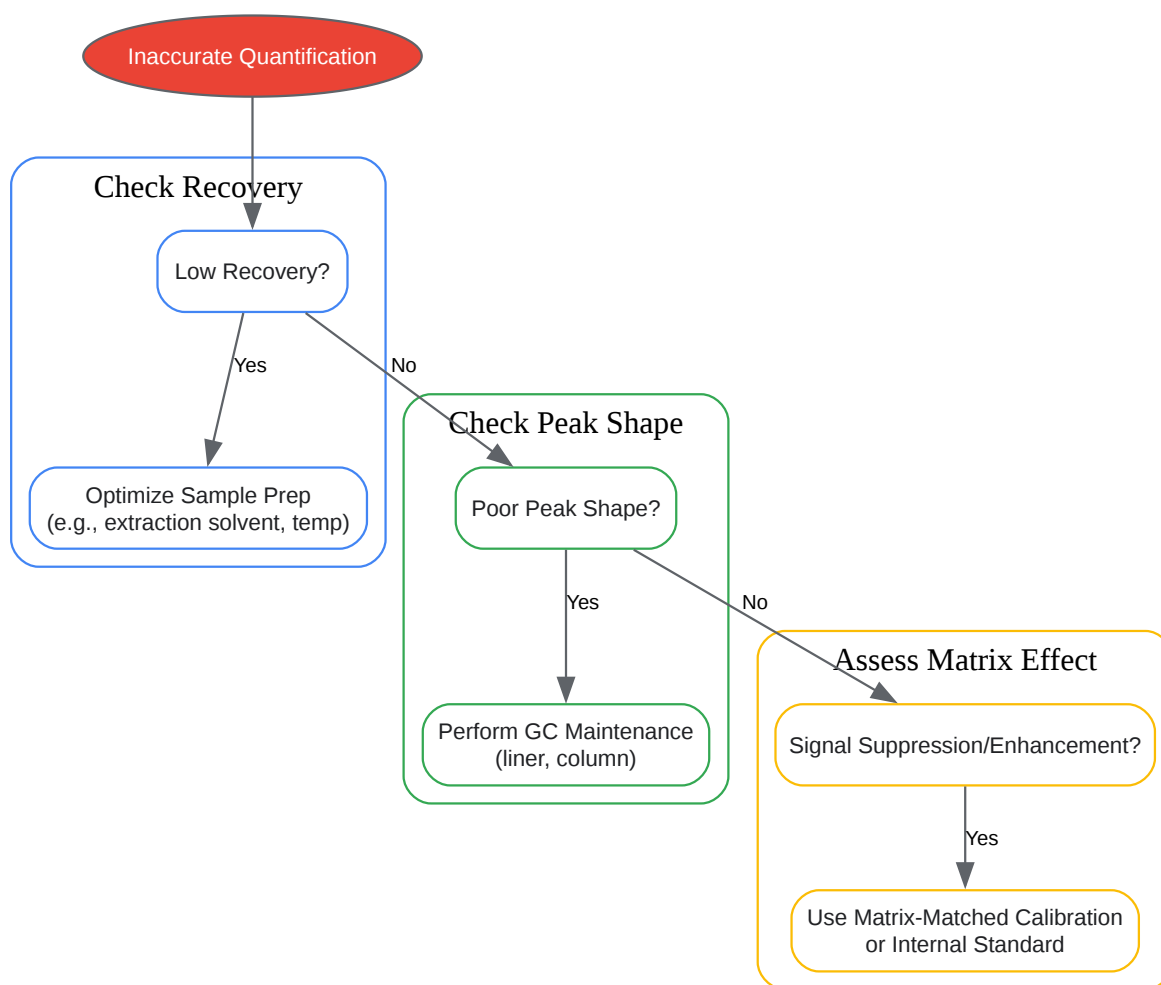 Inaccurate Quantification
Check Recovery
Low Recovery?
Yes
No
Optimize Sample Prep
(e.g., extraction solvent, temp)
Check Peak Shape
Poor Peak Shape?
Yes
No
Perform GC Maintenance
(liner, column)
Assess Matrix Effect
Signal Suppression/Enhancement?
Yes
Use Matrix-Matched Calibration
or Internal Standard